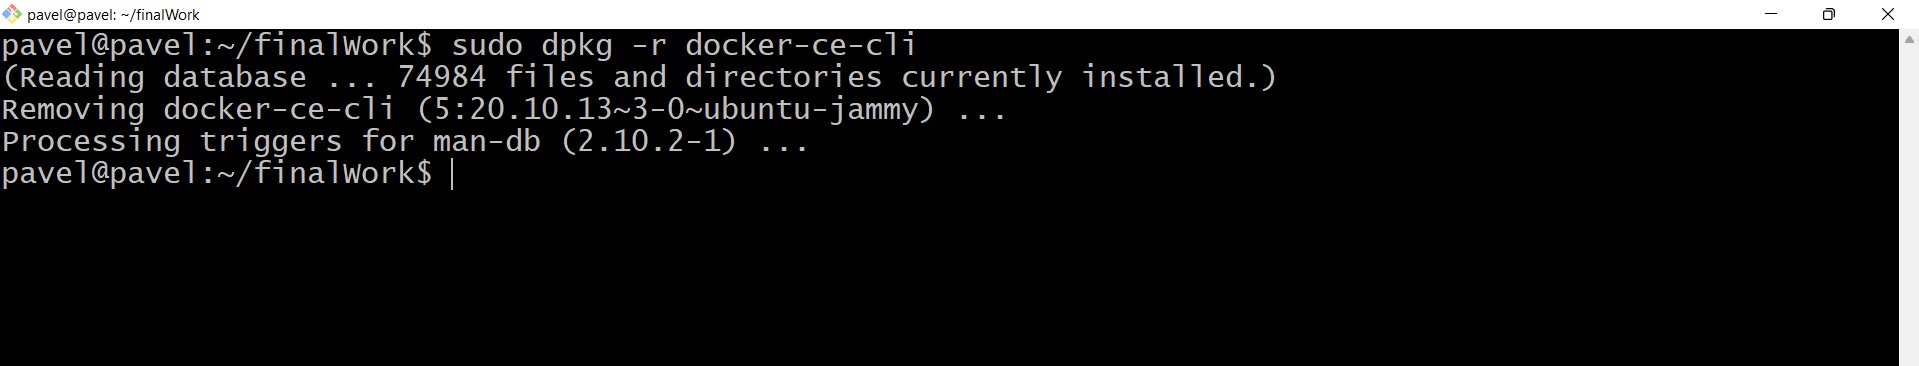 pavel@pavel: ~/finalWork
pavel@pavel:~/finalWork$ sudo dpkg -r docker-ce-cli
(Reading database ... 74984 files and directories currently installed.)
Removing docker-ce-cli (5:20.10.13~3-0~ubuntu-jammy) ...
Processing triggers for man-db (2.10.2-1) ...
pavel@pavel:~/finalWork$